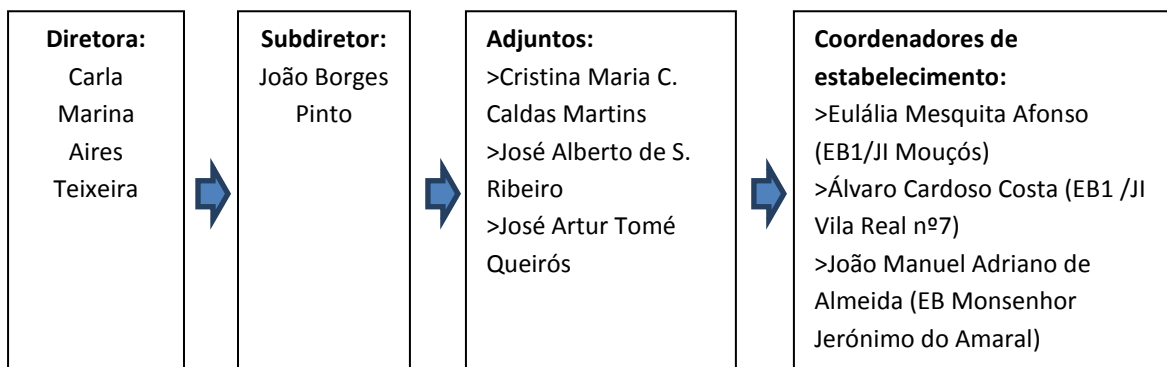 Diretora:
Carla
Marina
Aires
Teixeira
Subdiretor:
João Borges
Pinto
Adjuntos:
>Cristina Maria C.
Caldas Martins
>José Alberto de S.
Ribeiro
>José Artur Tomé
Queirós
Coordenadores de
estabelecimento:
>Eulália Mesquita Afonso
(EB1/JI Mouçós)
>Álvaro Cardoso Costa (EB1 /JI
Vila Real nº7)
>João Manuel Adriano de
Almeida (EB Monsenhor
Jerónimo do Amaral)